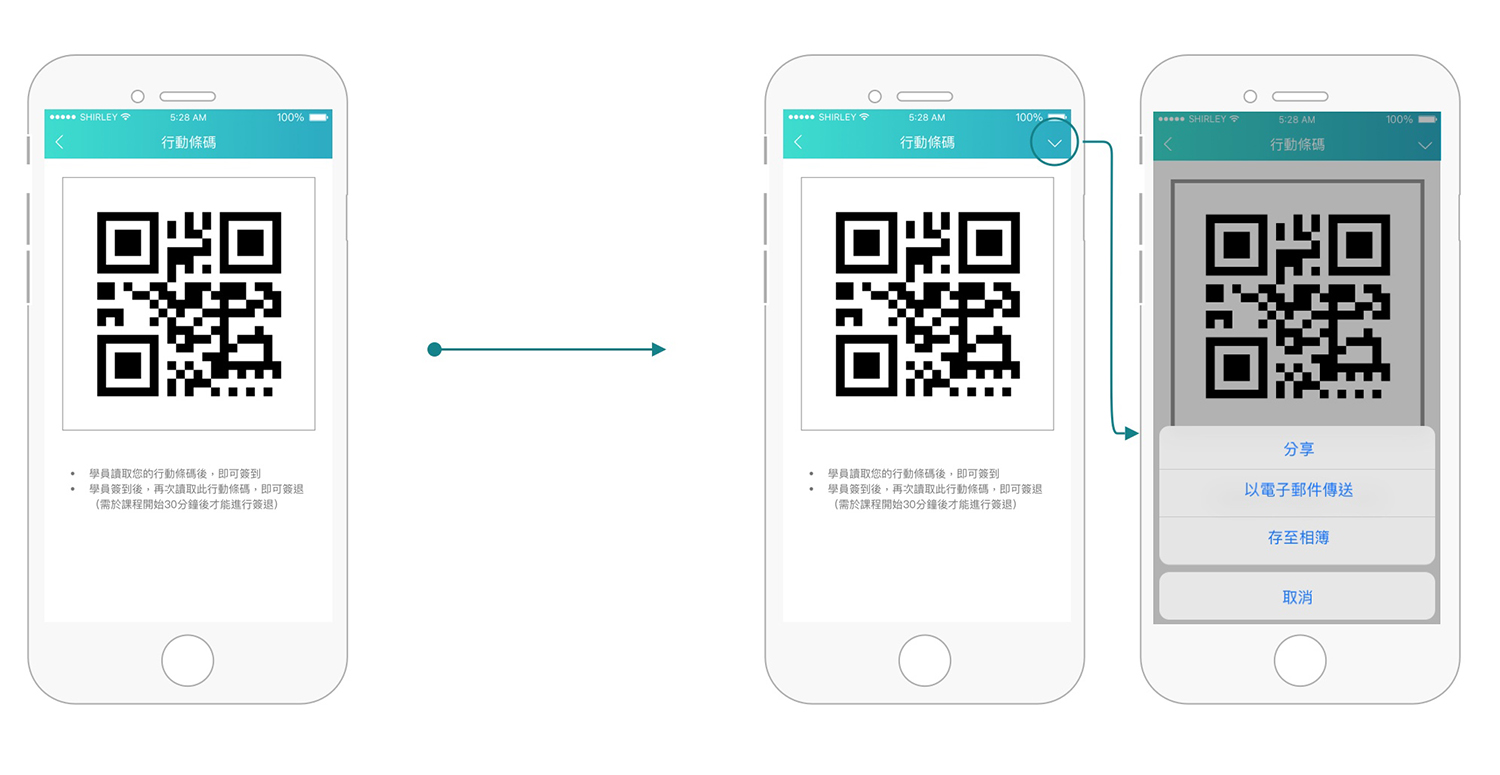 SHIRLEY 5:28 AM 100%
行動條碼
• 學員讀取您的行動條碼後，即可簽到
• 學員簽到後，再次讀取此行動條碼，即可簽退
（需於課程開始30分鐘後才能進行簽退）
SHIRLEY 5:28 AM 100%
行動條碼
• 學員讀取您的行動條碼後，即可簽到
• 學員簽到後，再次讀取此行動條碼，即可簽退
（需於課程開始30分鐘後才能進行簽退）
SHIRLEY 5:28 AM 100%
行動條碼
分享
以電子郵件傳送
存至相簿
取消